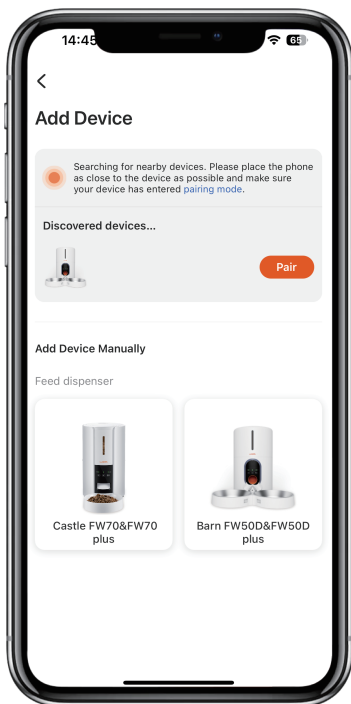 14:45
65
Add Device
Searching for nearby devices. Please place the phone
as close to the device as possible and make sure
your device has entered pairing mode.
Discovered devices...
Pair
Add Device Manually
Feed dispenser
Castle FW70&FW70
plus
Barn FW50D&FW50D
plus